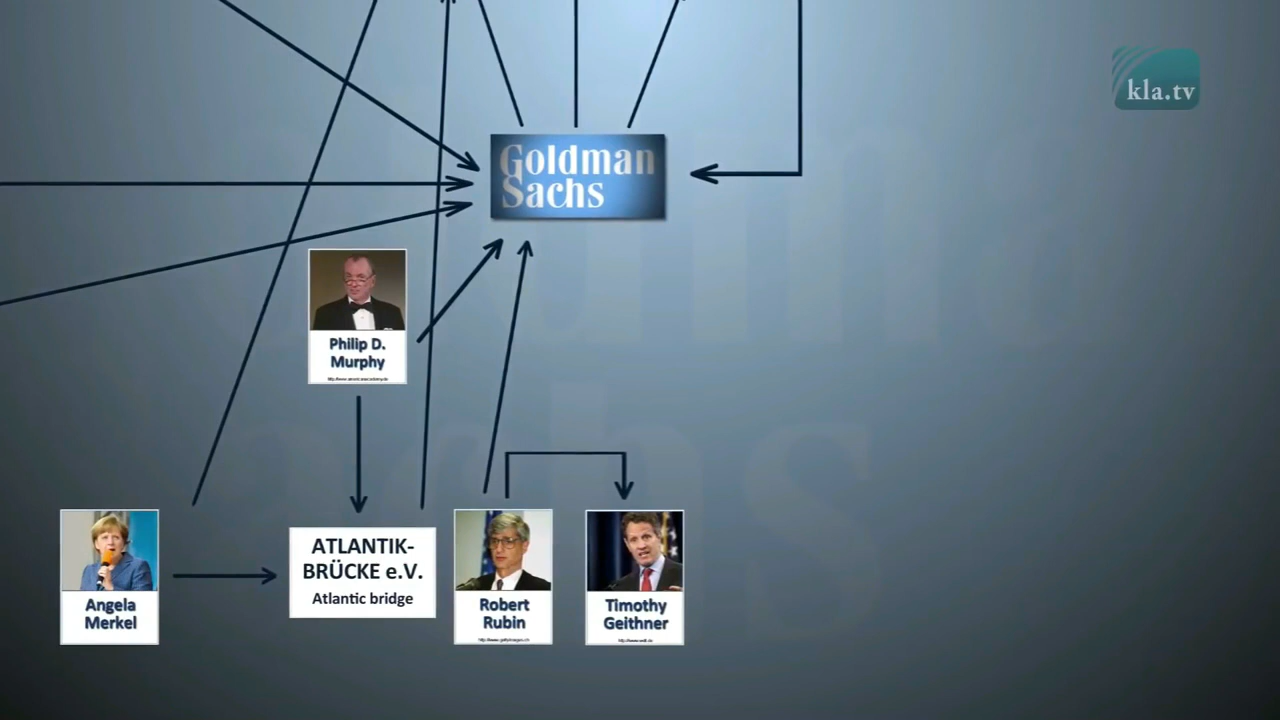 kla.tv
Goldman
Sachs
Philip D.
Murphy
ATLANTIK-
BRÜCKE e.V.
Atlantic bridge
Angela
Merkel
Robert
Rubin
Timothy
Geithner